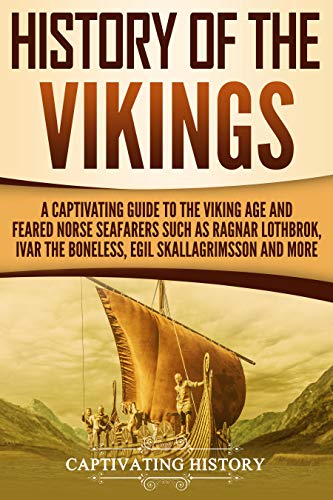 HISTORY OF THE
VIKINGS
A CAPTIVATING GUIDE TO THE VIKING AGE AND
FEARED NORSE SEAFARERS SUCH AS RAGNAR LOTHBROK,
IVAR THE BONELESS, EGIL SKALLAGRIMSSON AND MORE
CAPTIVATING HISTORY